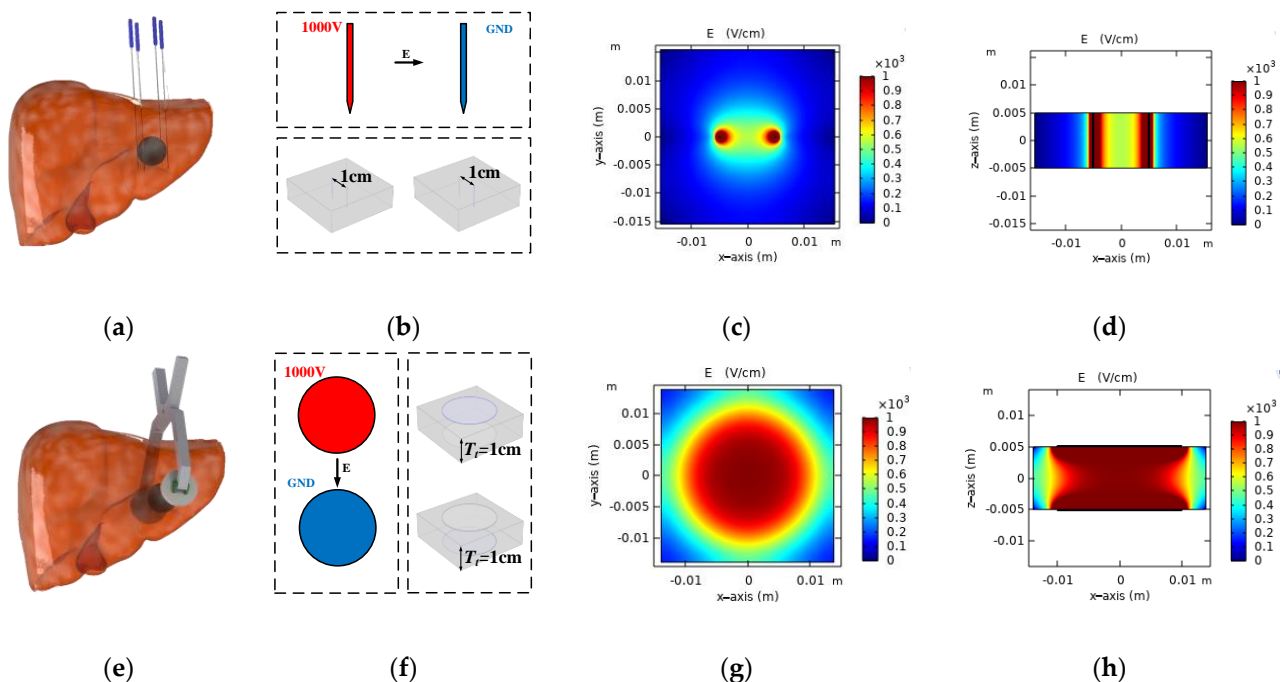 1000V
GND
E
1cm
1cm
E (V/cm)
m
×10³
0.015
0.01
0.005
0
-0.005
-0.01
-0.015
y-axis (m)
-0.01
0
0.01
m
x-axis (m)
1
0.9
0.8
0.7
0.6
0.5
0.4
0.3
0.2
0.1
0
E (V/cm)
m
×10³
0.015
0.01
0.005
0
-0.005
-0.01
-0.015
z-axis (m)
-0.01
0
0.01
m
x-axis (m)
1
0.9
0.8
0.7
0.6
0.5
0.4
0.3
0.2
0.1
0
(a)
(b)
(c)
(d)
1000V
E
GND
Tt=1cm
Tt=1cm
E (V/cm)
m
×10³
0.01
0.005
0
-0.005
-0.01
y-axis (m)
-0.01
0
0.01
m
x-axis (m)
1
0.9
0.8
0.7
0.6
0.5
0.4
0.3
0.2
0.1
E (V/cm)
m
×10³
0.01
0.005
0
-0.005
-0.01
z-axis (m)
-0.01
0
0.01
m
x-axis (m)
1
0.9
0.8
0.7
0.6
0.5
0.4
0.3
0.2
0.1
(e)
(f)
(g)
(h)